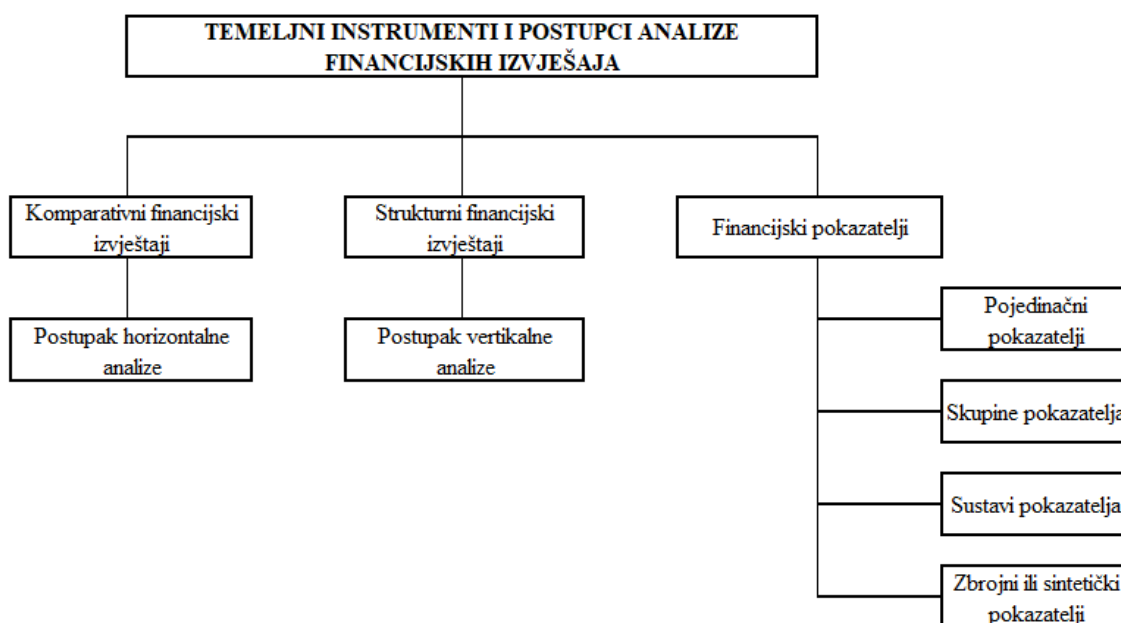 TEMELJNI INSTRUMENTI I POSTUPCI ANALIZE
FINANCIJSKIH IZVJEŠAJA
Komparativni financijski
izvještaji
Strukturni financijski
izvještaji
Financijski pokazatelji
Postupak horizontalne
analize
Postupak vertikalne
analize
Pojedinačni
pokazatelji
Skupine pokazatelja
Sustavi pokazatelja
Zbrojni ili sintetički
pokazatelji